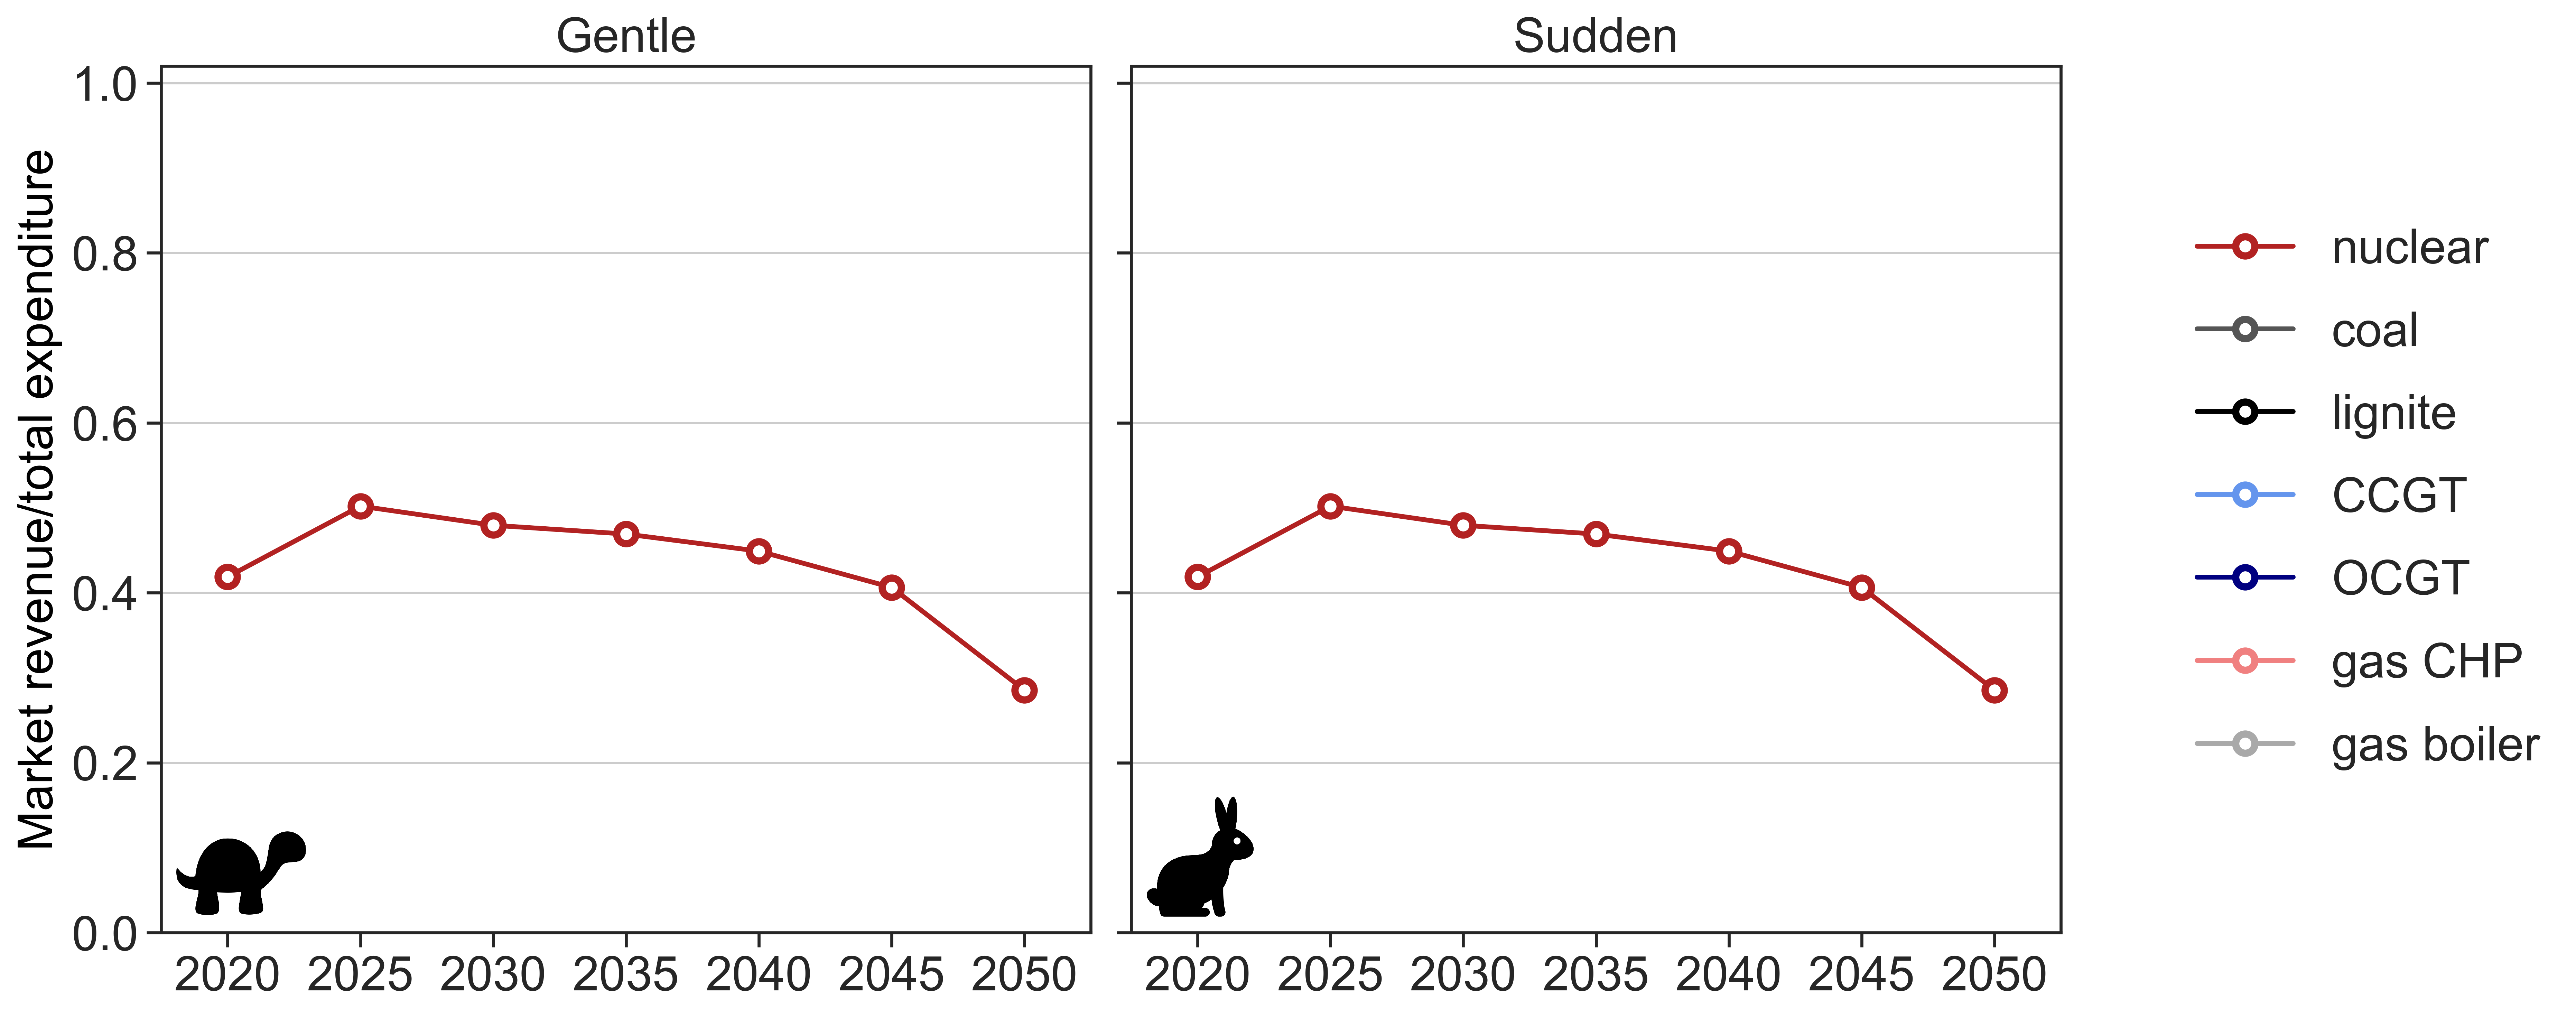 Gentle
Sudden
Market revenue/total expenditure
1.0
0.8
0.6
0.4
0.2
0.0
2020 2025 2030 2035 2040 2045 2050
2020 2025 2030 2035 2040 2045 2050
nuclear
coal
lignite
CCGT
OCGT
gas CHP
gas boiler